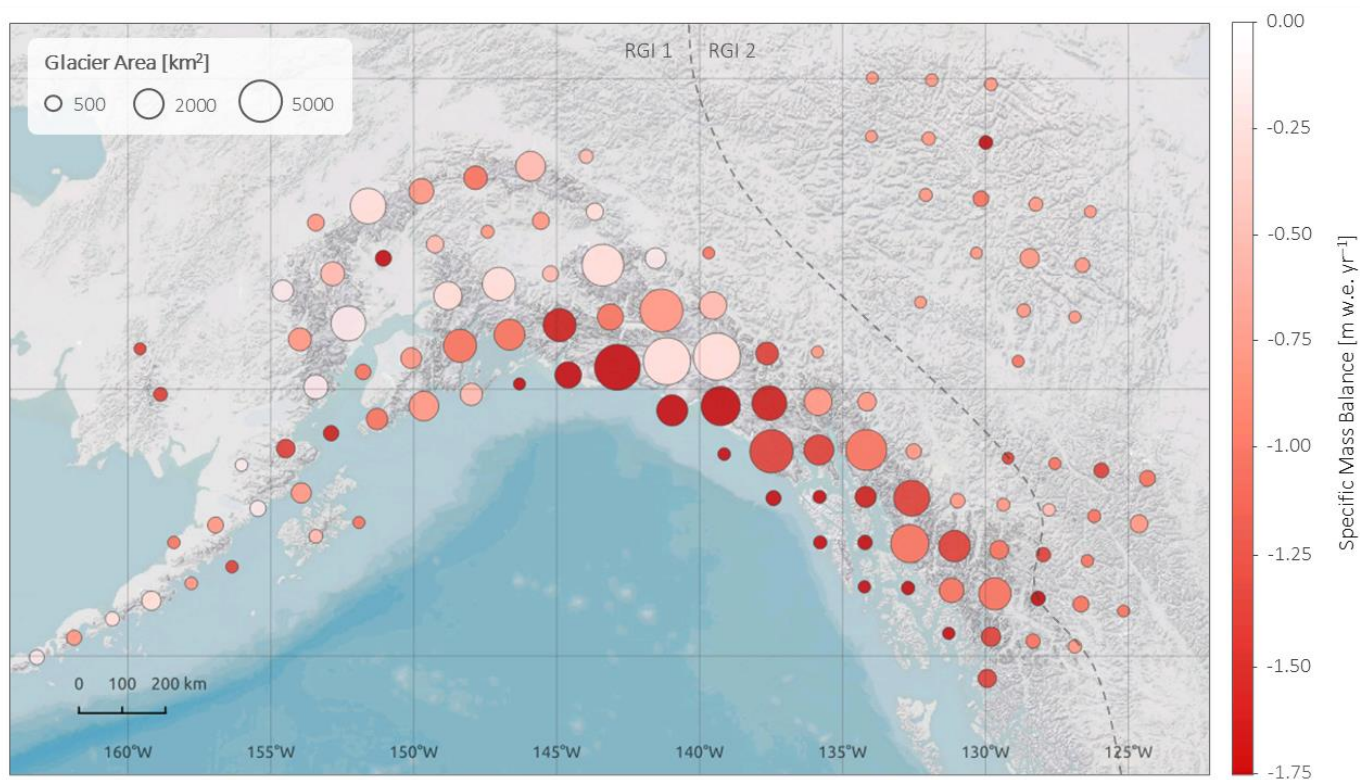 Glacier Area [km²]
500 2000 5000
RGI 1 RGI 2
0 100 200 km
160°W 155°W 150°W 145°W 140°W 135°W 130°W 125°W
0.00
-0.25
-0.50
-0.75
-1.00
-1.25
-1.50
-1.75
Specific Mass Balance [m w.e. yr⁻¹]